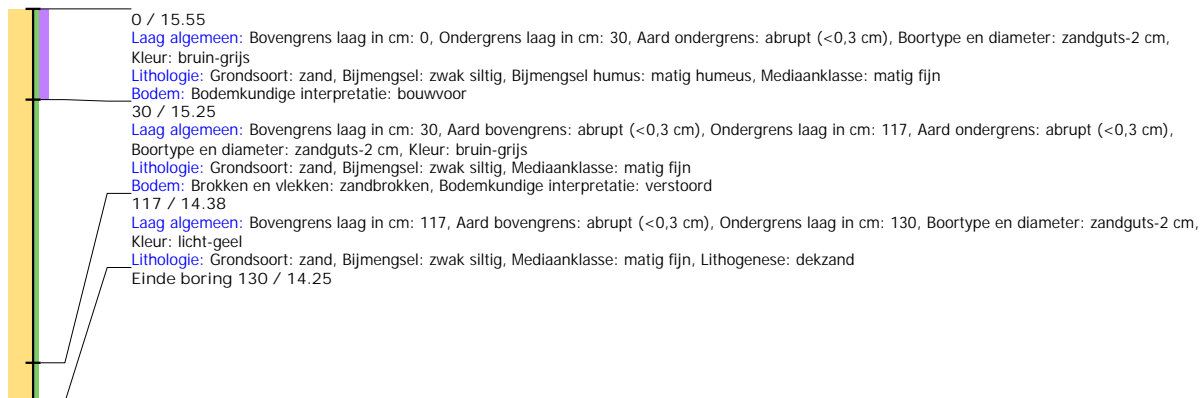 0 / 15.55
Laag algemeen: Bovengrens laag in cm: 0, Ondergrens laag in cm: 30, Aard ondergrens: abrupt (<0,3 cm), Boortype en diameter: zandguts-2 cm,
Kleur: bruin-grijs
Lithologie: Grondsoort: zand, Bijmengsel: zwak siltig, Bijmengsel humus: matig humeus, Mediaanklasse: matig fijn
Bodem: Bodemkundige interpretatie: bouwvoor
30 / 15.25
Laag algemeen: Bovengrens laag in cm: 30, Aard bovengrens: abrupt (<0,3 cm), Ondergrens laag in cm: 117, Aard ondergrens: abrupt (<0,3 cm),
Boortype en diameter: zandguts-2 cm, Kleur: bruin-grijs
Lithologie: Grondsoort: zand, Bijmengsel: zwak siltig, Mediaanklasse: matig fijn
Bodem: Brokken en vlekken: zandbrokken, Bodemkundige interpretatie: verstoord
117 / 14.38
Laag algemeen: Bovengrens laag in cm: 117, Aard bovengrens: abrupt (<0,3 cm), Ondergrens laag in cm: 130, Boortype en diameter: zandguts-2 cm,
Kleur: licht-geel
Lithologie: Grondsoort: zand, Bijmengsel: zwak siltig, Mediaanklasse: matig fijn, Lithogenese: dekzand
Einde boring 130 / 14.25